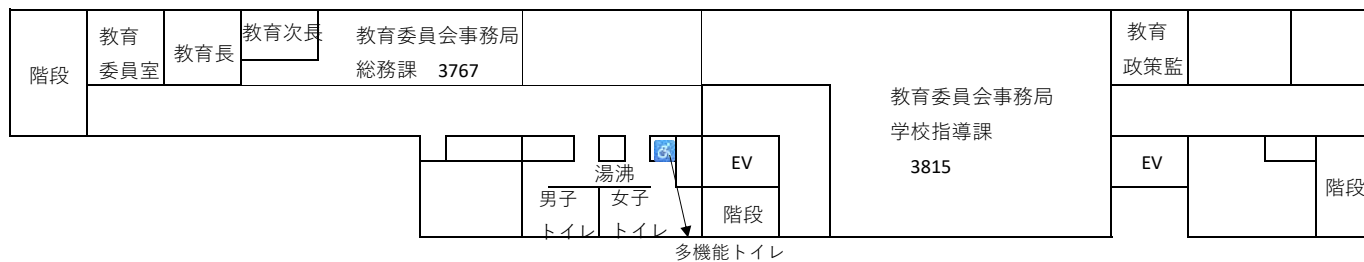 階段
教育
委員室
教育長
教育次長
教育委員会事務局
総務課 3767
教育委員会事務局
学校指導課
3815
教育
政策監
湯沸
男子
トイレ
女子
トイレ
EV
階段
多機能トイレ
EV
階段